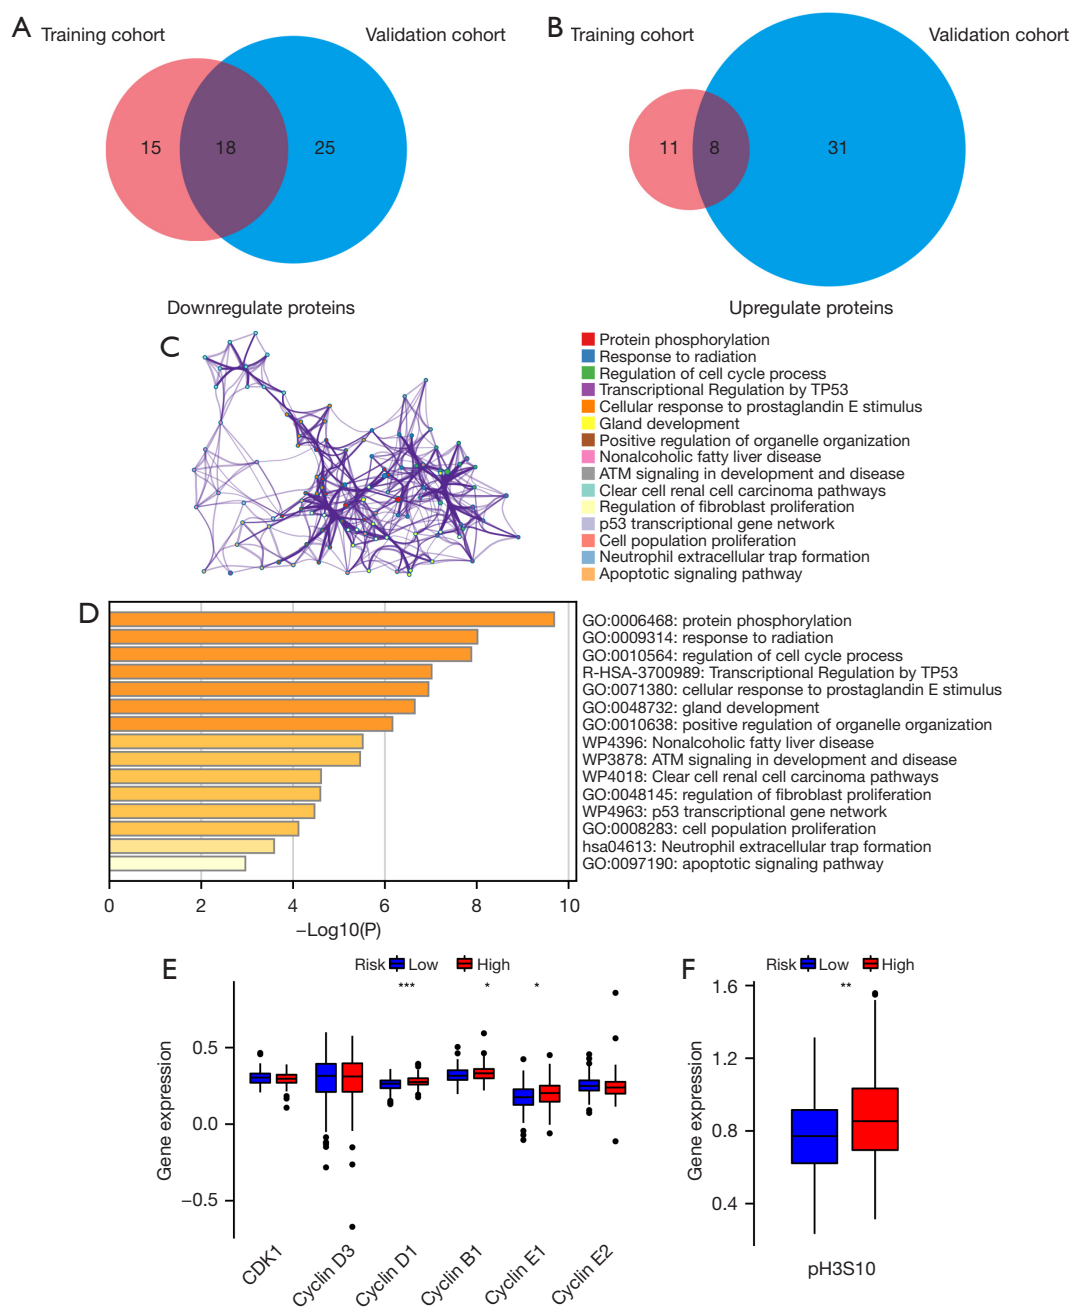 A
Training cohort
Validation cohort
15
18
25
Downregulate proteins
B
Training cohort
Validation cohort
11
8
31
Upregulate proteins
C
Protein phosphorylation
Response to radiation
Regulation of cell cycle process
Transcriptional Regulation by TP53
Cellular response to prostaglandin E stimulus
Gland development
Positive regulation of organelle organization
Nonalcoholic fatty liver disease
ATM signaling in development and disease
Clear cell renal cell carcinoma pathways
Regulation of fibroblast proliferation
p53 transcriptional gene network
Cell population proliferation
Neutrophil extracellular trap formation
Apoptotic signaling pathway
D
GO:0006468: protein phosphorylation
GO:0009314: response to radiation
GO:0010564: regulation of cell cycle process
R-HSA-3700989: Transcriptional Regulation by TP53
GO:0071380: cellular response to prostaglandin E stimulus
GO:0048732: gland development
GO:0010638: positive regulation of organelle organization
WP4396: Nonalcoholic fatty liver disease
WP3878: ATM signaling in development and disease
WP4018: Clear cell renal cell carcinoma pathways
GO:0048145: regulation of fibroblast proliferation
WP4963: p53 transcriptional gene network
GO:0008283: cell population proliferation
hsa04613: Neutrophil extracellular trap formation
GO:0097190: apoptotic signaling pathway
0 2 4 6 8 10
−Log10(P)
E
Risk Low High
*** * *
Gene expression
0.5
0.0
−0.5
CDK1
Cyclin D3
Cyclin D1
Cyclin B1
Cyclin E1
Cyclin E2
F
Risk Low High
**
Gene expression
1.6
1.2
0.8
0.4
pH3S10